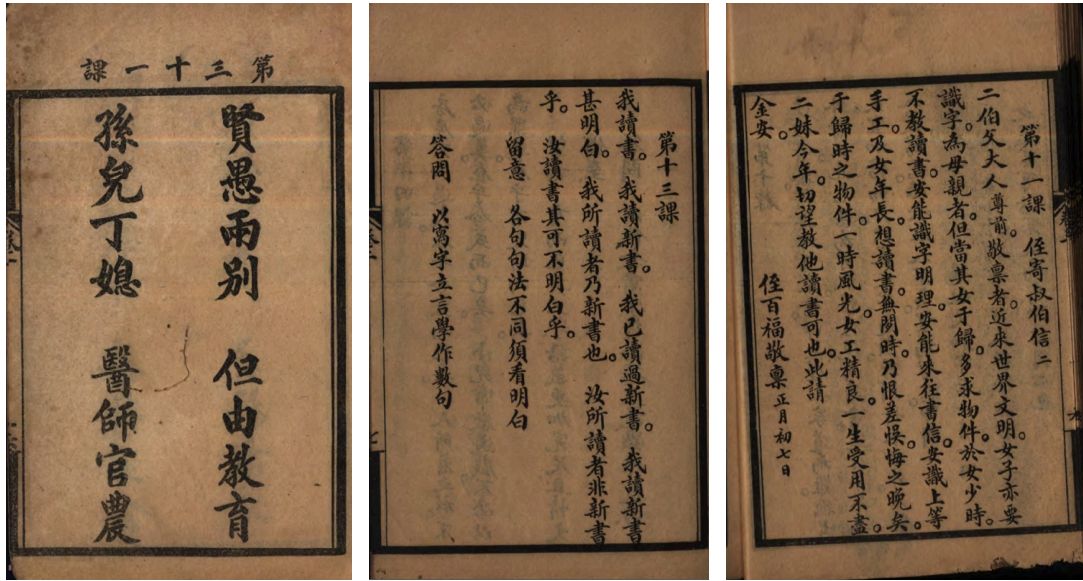 第三十一課
賢愚兩別　但由教育
孫兒丁媳　醫師官農
第十三課
我讀書。我讀新書。我已讀過新書。我讀新書
甚明白。我所讀者乃新書也。汝所讀者非新書
乎。汝讀書其可不明白乎。
留意　各句句法不同須看明白
答問　以寫字立言學作數句
第十一課　侄寄叔伯信二
二伯父大人尊前。敬禀者近來世界文明。女子亦要
識字。為母親者。但當其女于歸。多求物件。於女少時。
不教讀書。安能識字明理。安能來往書信。安識上等
手工。及女年長。想讀書。無閒時。乃恨差悞。悔之晚矣。
于歸時之物件。一時風光。女工精良。一生受用不盡。
二妹今年。切望教他讀書可也。此請
金安。
侄百福敬禀正月初七日